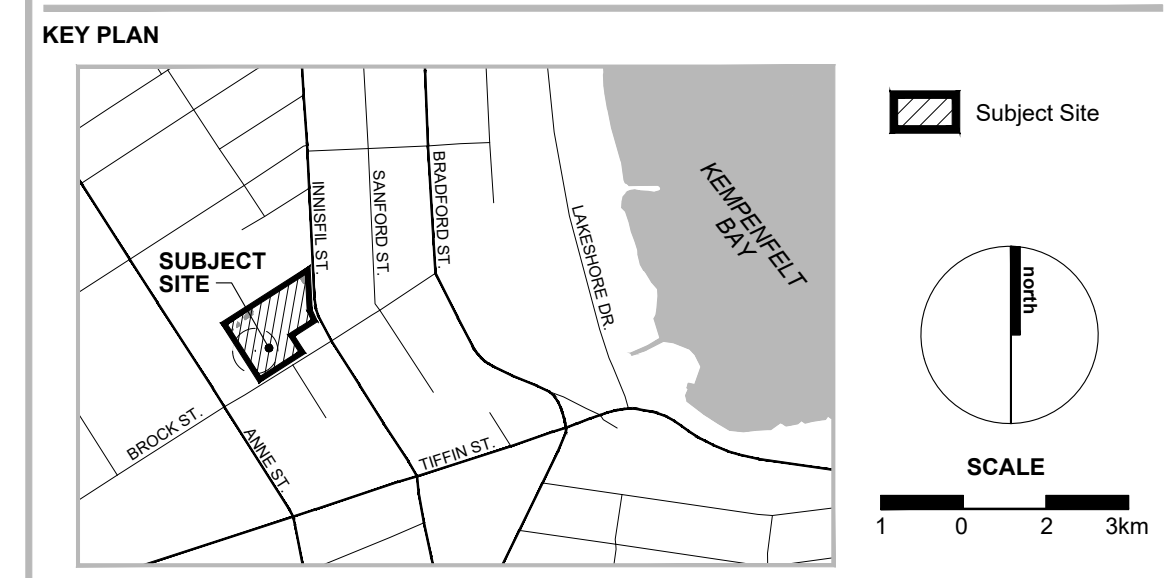 KEY PLAN
Subject Site
KEMPENFELT
BAY
INNISFIL ST.
SANFORD ST.
BRADFORD ST.
LAKESHORE DR.
SUBJECT
SITE
north
BROCK ST.
ANNE ST.
TIFFIN ST.
SCALE
1 0 2 3km